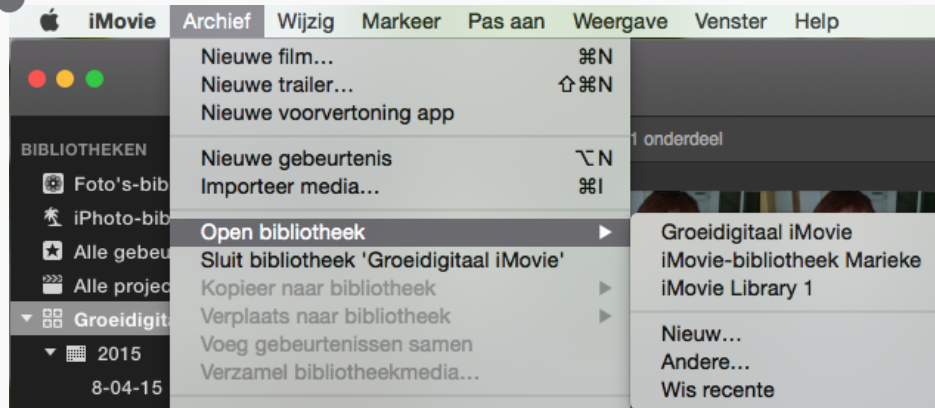 iMovie Archief Wijzig Markeer Pas aan Weergave Venster Help
Nieuwe film... ⌘N
Nieuwe trailer... ⇧⌘N
Nieuwe voorvertoning app
Nieuwe gebeurtenis ⌥N
Importeer media... ⌘I
Open bibliotheek
Sluit bibliotheek 'Groeidigitaal iMovie'
Kopieer naar bibliotheek
Verplaats naar bibliotheek
Voeg gebeurtenissen samen
Verzamel bibliotheekmedia...
Groeidigitaal iMovie
iMovie-bibliotheek Marieke
iMovie Library 1
Nieuw...
Andere...
Wis recente
BIBLIOTHEKEN
Foto's-bib
iPhoto-bib
Alle gebeu
Alle projec
Groeidigit
2015
8-04-15
1 onderdeel